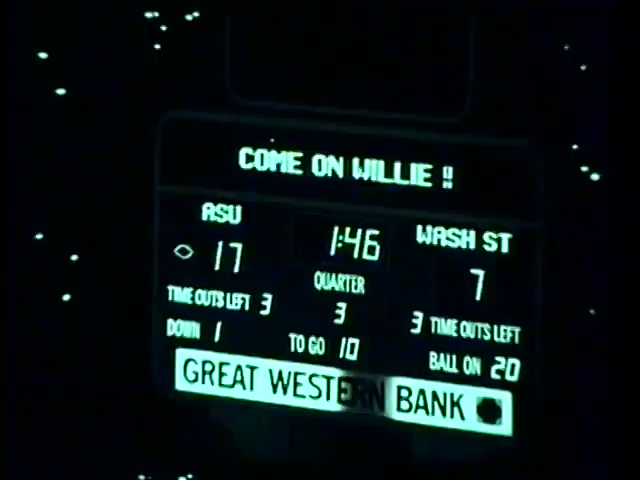 COME ON WILLIE !!
ASU 1:46 WASH ST
17 QUARTER 7
TIME OUTS LEFT 3 3 3 TIME OUTS LEFT
DOWN 1 TO GO 10 BALL ON 20
GREAT WESTERN BANK